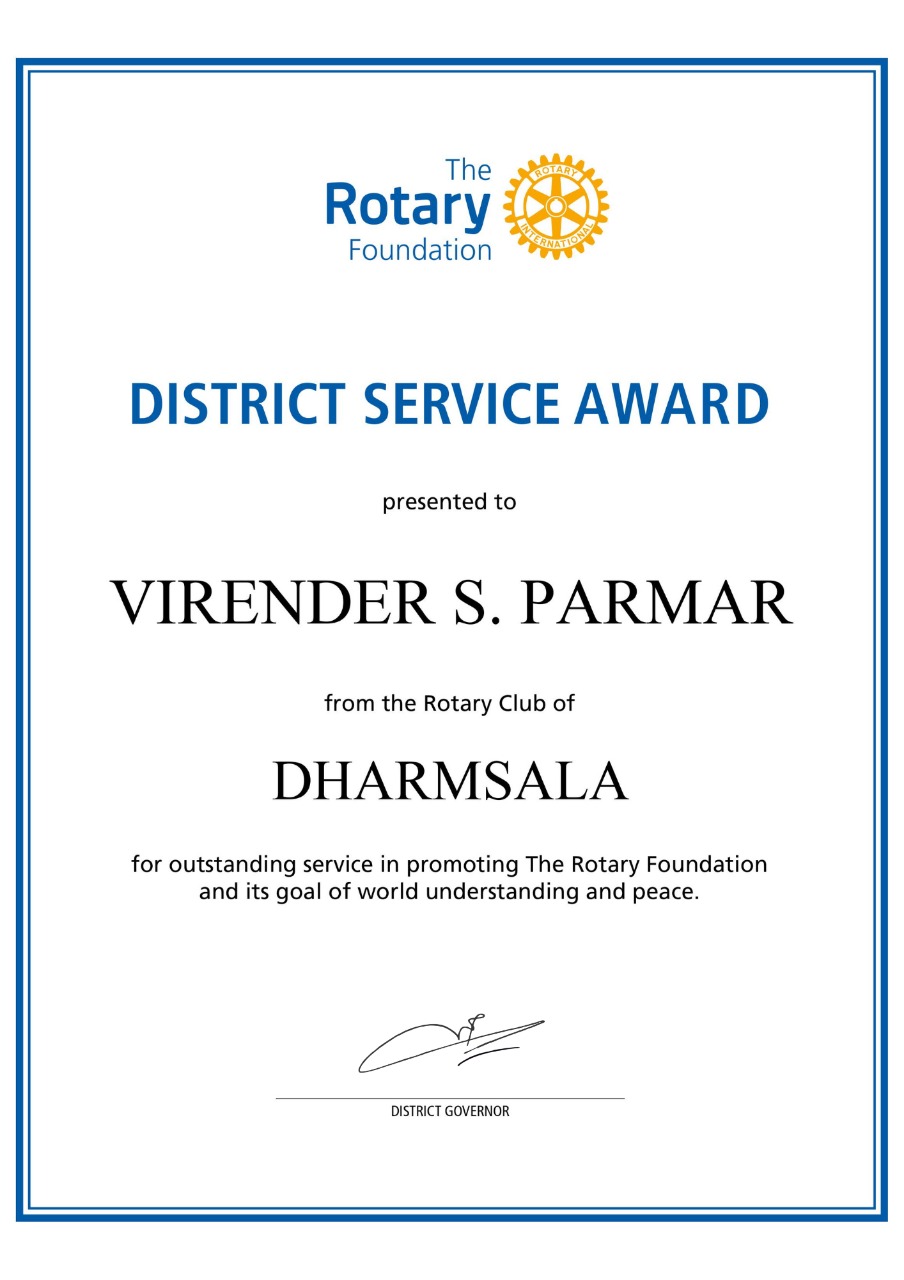 The
Rotary
Foundation
ROTARY
INTERNATIONAL
DISTRICT SERVICE AWARD
presented to
VIRENDER S. PARMAR
from the Rotary Club of
DHARMSALA
for outstanding service in promoting The Rotary Foundation
and its goal of world understanding and peace.
DISTRICT GOVERNOR